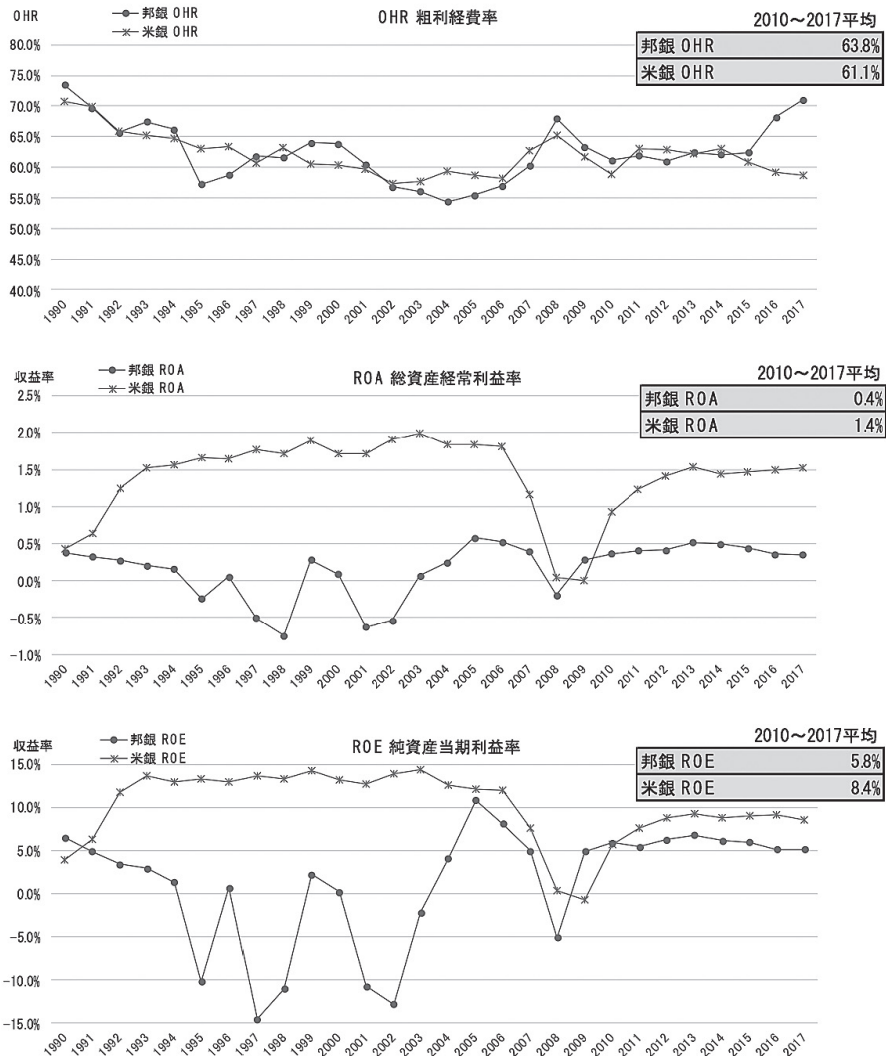 OHR
邦銀 OHR
米銀 OHR
OHR 粗利経費率
2010～2017平均
邦銀 OHR 63.8%
米銀 OHR 61.1%
80.0%
75.0%
70.0%
65.0%
60.0%
55.0%
50.0%
45.0%
40.0%
1990 1991 1992 1993 1994 1995 1996 1997 1998 1999 2000 2001 2002 2003 2004 2005 2006 2007 2008 2009 2010 2011 2012 2013 2014 2015 2016 2017
収益率
邦銀 ROA
米銀 ROA
ROA 総資産経常利益率
2010～2017平均
邦銀 ROA 0.4%
米銀 ROA 1.4%
2.5%
2.0%
1.5%
1.0%
0.5%
0.0%
-0.5%
-1.0%
1990 1991 1992 1993 1994 1995 1996 1997 1998 1999 2000 2001 2002 2003 2004 2005 2006 2007 2008 2009 2010 2011 2012 2013 2014 2015 2016 2017
収益率
邦銀 ROE
米銀 ROE
ROE 純資産当期利益率
2010～2017平均
邦銀 ROE 5.8%
米銀 ROE 8.4%
15.0%
10.0%
5.0%
0.0%
-5.0%
-10.0%
-15.0%
1990 1991 1992 1993 1994 1995 1996 1997 1998 1999 2000 2001 2002 2003 2004 2005 2006 2007 2008 2009 2010 2011 2012 2013 2014 2015 2016 2017